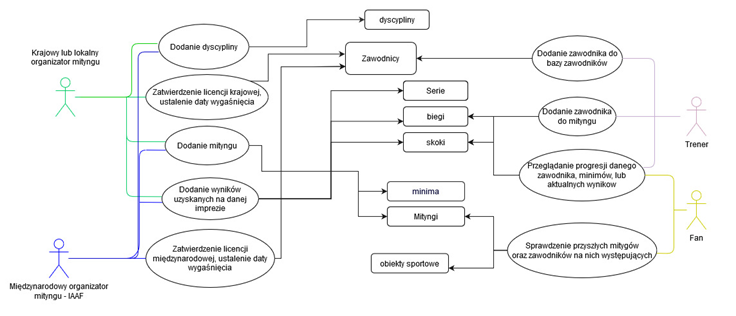 Krajowy lub lokalny
organizator mityngu
Dodanie dyscypliny
Zatwierdzenie licencji krajowej,
ustalenie daty wygaśnięcia
Dodanie mityngu
Dodanie wyników
uzyskanych na danej
imprezie
Zatwierdzenie licencji
międzynarodowej, ustalenie daty
wygaśnięcia
Międzynarodowy organizator
mityngu - IAAF
dyscypliny
Zawodnicy
Serie
biegi
skoki
minima
Mityngi
obiekty sportowe
Dodanie zawodnika do
bazy zawodników
Dodanie zawodnika
do mityngu
Przeglądanie progresji danego
zawodnika, minimów, lub
aktualnych wynikow
Sprawdzenie przyszłych mitygów
oraz zawodników na nich występujących
Trener
Fan